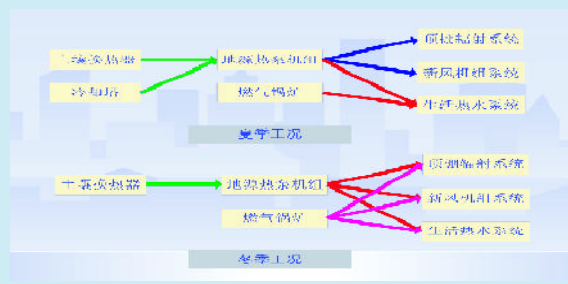 顶棚辐射系统
土壤换热器
地源热泵机组
新风机组系统
冷却塔
燃气锅炉
生活热水系统
夏季工况
顶棚辐射系统
土壤换热器
地源热泵机组
新风机组系统
燃气锅炉
生活热水系统
冬季工况